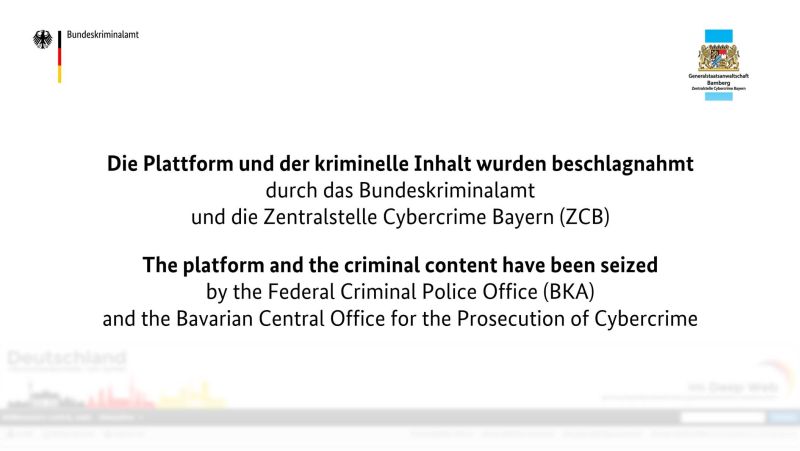 Bundeskriminalamt
Generalstaatsanwaltschaft
Bamberg
Zentralstelle Cybercrime Bayern
Die Plattform und der kriminelle Inhalt wurden beschlagnahmt
durch das Bundeskriminalamt
und die Zentralstelle Cybercrime Bayern (ZCB)
The platform and the criminal content have been seized
by the Federal Criminal Police Office (BKA)
and the Bavarian Central Office for the Prosecution of Cybercrime
Deutschland
im Deep Web